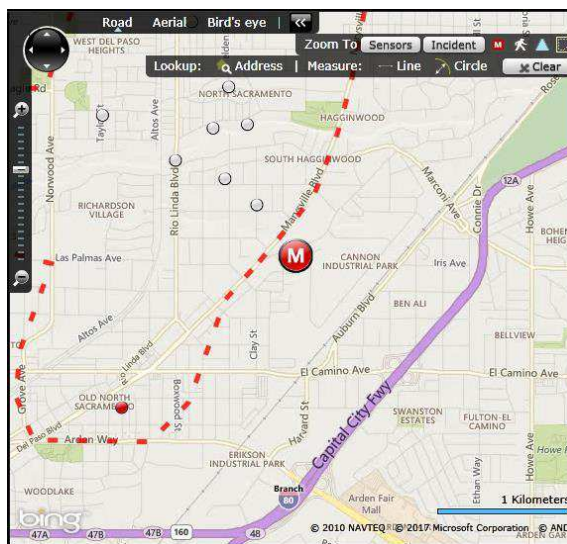 Road Aerial Bird's eye | «
Zoom To Sensors Incident M
Lookup: Address | Measure: Line Circle Clear
WEST DEL PASO
HEIGHTS
NORTH SACRAMENTO
HAGGINWOOD
SOUTH HAGGINWOOD
Norwood Ave
Altos Ave
Rio Linda Blvd
Marysville Blvd
Marconi Ave
Connie Dr
12A
Howe Ave
RICHARDSON
VILLAGE
Las Palmas Ave
M
CANNON
INDUSTRIAL PARK
Iris Ave
Altos Ave
Clay St
Auburn Blvd
BEN ALI
BELLVIEW
Linda Blvd
El Camino Ave
El Camino Ave
Grove Ave
OLD NORTH
SACRAMENTO
Boxwood St
Del Paso Blvd
Arden Way
Harvard St
Capital City Fwy
SWANSTON
ESTATES
FULTON-EL
CAMINO
ERIKSON
INDUSTRIAL PARK
Ethan Way
Howe
WOODLAKE
Branch
80
Arden Fair
Mall
1 Kilometers
bing
47A 47B 47B 160
© 2010 NAVTEQ © 2017 Microsoft Corporation © AND